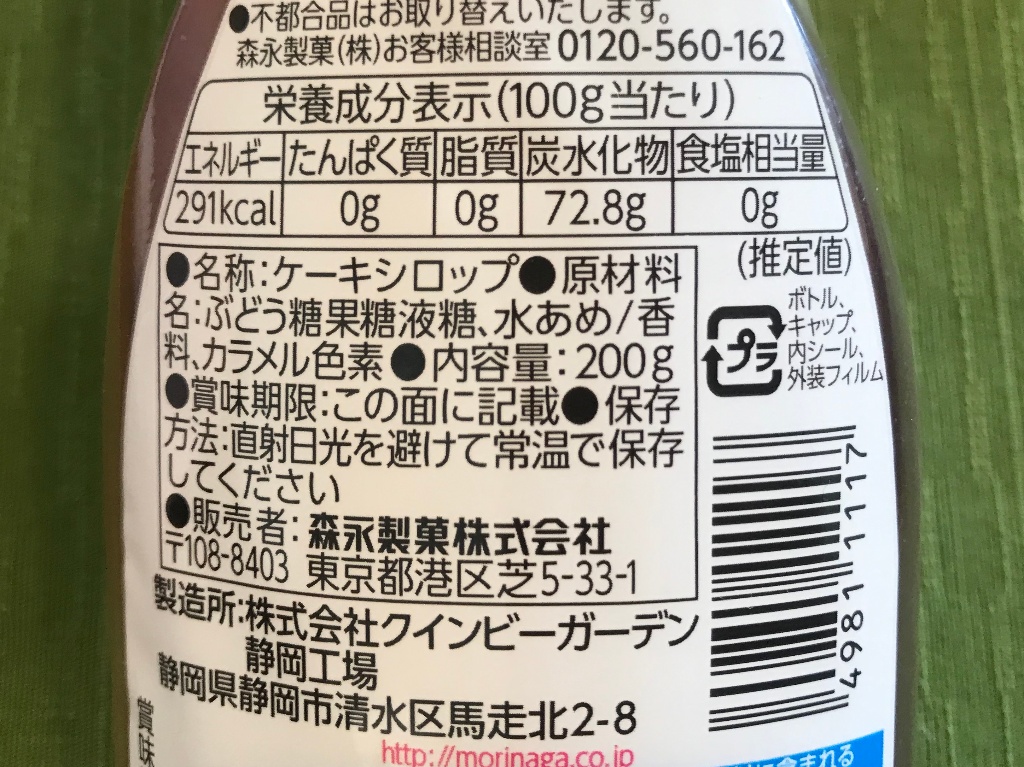 ●不都合品はお取り替えいたします。
森永製菓(株)お客様相談室 0120-560-162
栄養成分表示(100g当たり)
エネルギー たんぱく質 脂質 炭水化物 食塩相当量
291kcal 0g 0g 72.8g 0g
(推定値)
●名称:ケーキシロップ●原材料
名:ぶどう糖果糖液糖、水あめ/香
料、カラメル色素 ●内容量:200g
●賞味期限:この面に記載●保存
方法:直射日光を避けて常温で保存
してください
●販売者:森永製菓株式会社
〒108-8403 東京都港区芝5-33-1
プラ
ボトル、
キャップ、
内シール、
外装フィルム
4981 1117
製造所:株式会社クインビーガーデン
静岡工場
静岡県静岡市清水区馬走北2-8
http://morinaga.co.jp
賞味
に含まれる